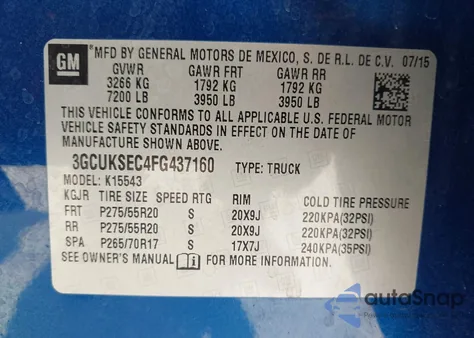 GM
MFD BY GENERAL MOTORS DE MEXICO, S. DE R.L. DE C.V. 07/15
GVWR GAWR FRT GAWR RR
3266 KG 1792 KG 1792 KG
7200 LB 3950 LB 3950 LB
THIS VEHICLE CONFORMS TO ALL APPLICABLE U.S. FEDERAL MOTOR
VEHICLE SAFETY STANDARDS IN EFFECT ON THE DATE OF
MANUFACTURE SHOWN ABOVE.
3GCUKSEC4FG437160 TYPE: TRUCK
MODEL: K15543
KGJR TIRE SIZE SPEED RTG RIM COLD TIRE PRESSURE
FRT P275/55R20 S 20X9J 220KPA(32PSI)
RR P275/55R20 S 20X9J 220KPA(32PSI)
SPA P265/70R17 S 17X7J 240KPA(35PSI)
SEE OWNER'S MANUAL FOR MORE INFORMATION.
autoSnap